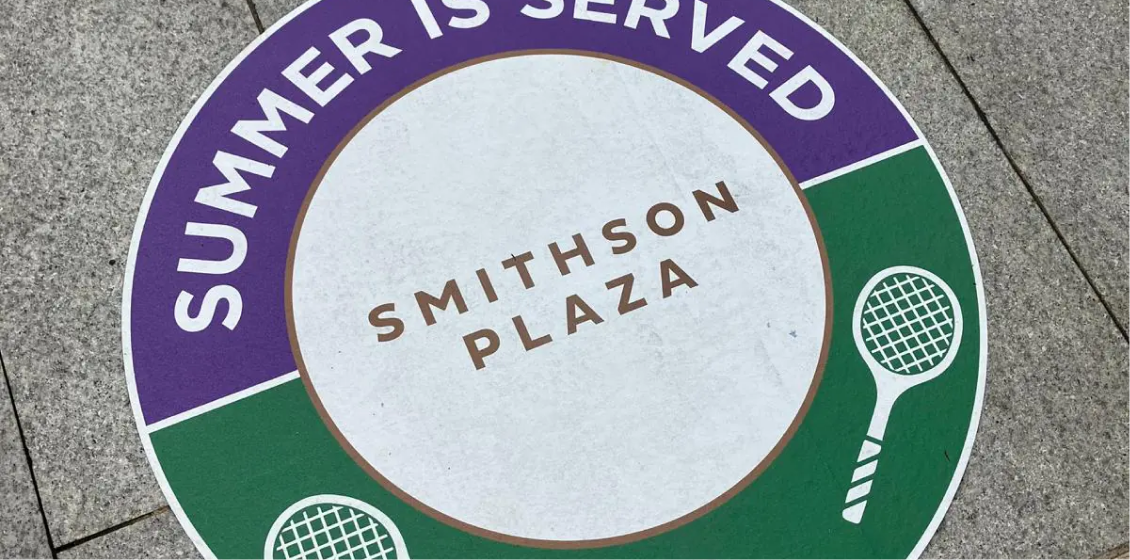 SUMMER IS SERVED
SMITHSON
PLAZA